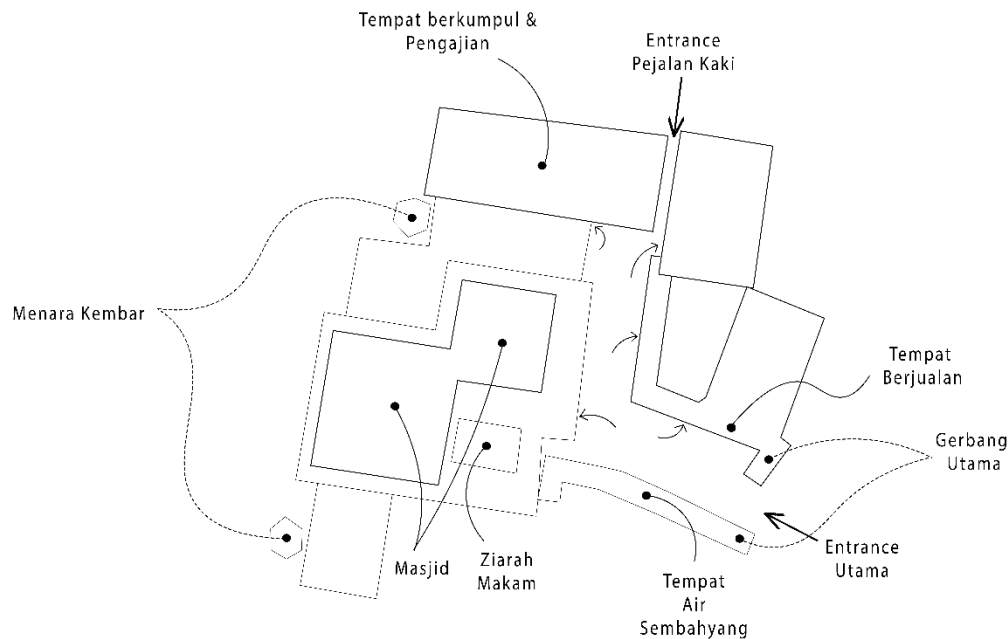 Tempat berkumpul &
Pengajian
Entrance
Pejalan Kaki
Menara Kembar
Tempat
Berjualan
Gerbang
Utama
Entrance
Utama
Masjid
Ziarah
Makam
Tempat
Air
Sembahyang